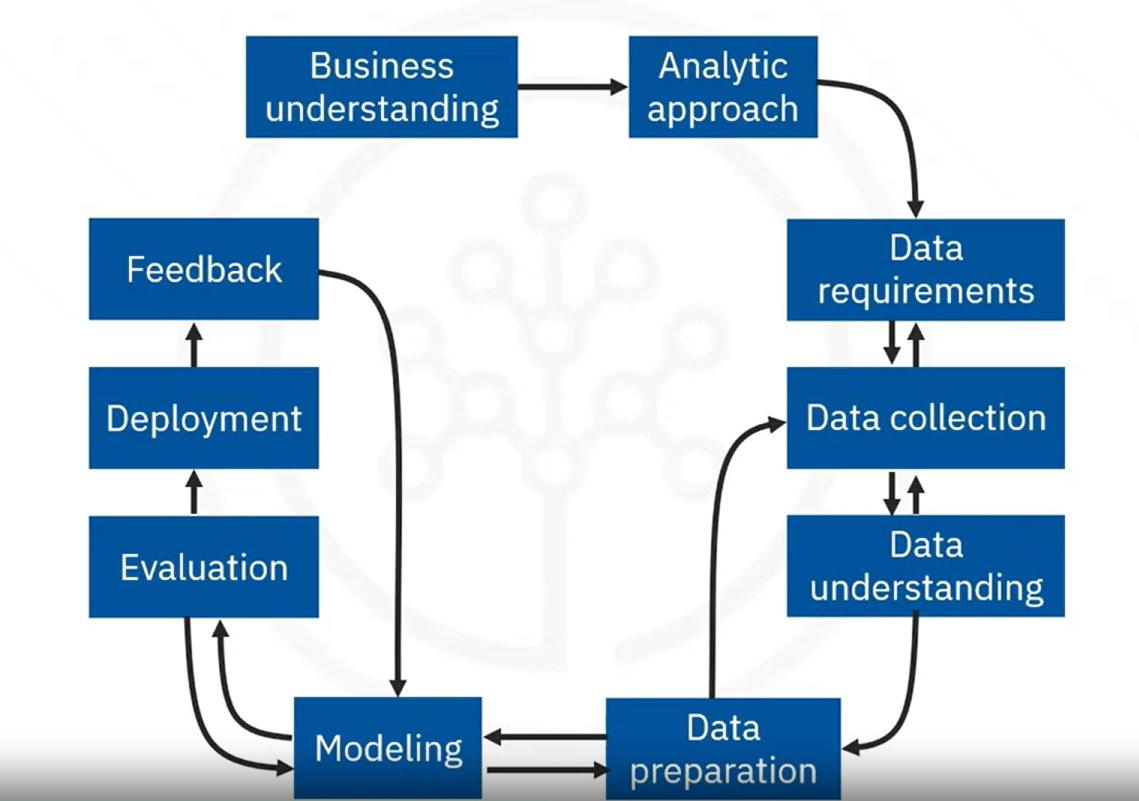 Business
understanding
Analytic
approach
Data
requirements
Data collection
Data
understanding
Data
preparation
Modeling
Evaluation
Deployment
Feedback